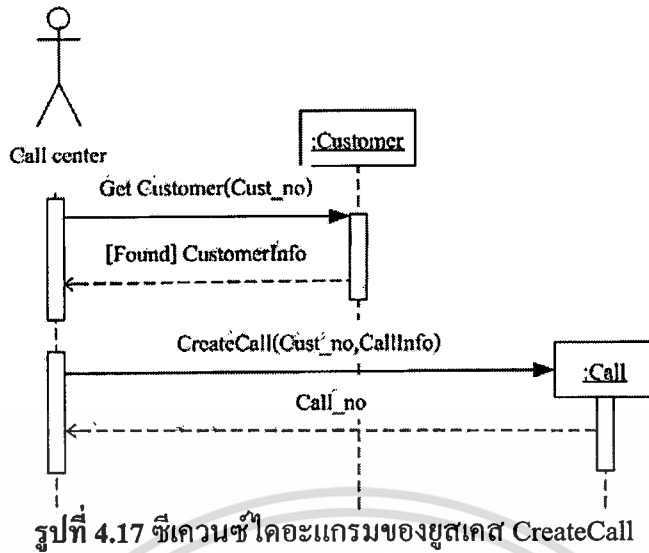 Call center
:Customer
Get Customer(Cust_no)
[Found] CustomerInfo
CreateCall(Cust_no,CallInfo)
:Call
Call_no
รูปที่ 4.17 ซีเควนซ์ไดอะแกรมของยูสเคส CreateCall